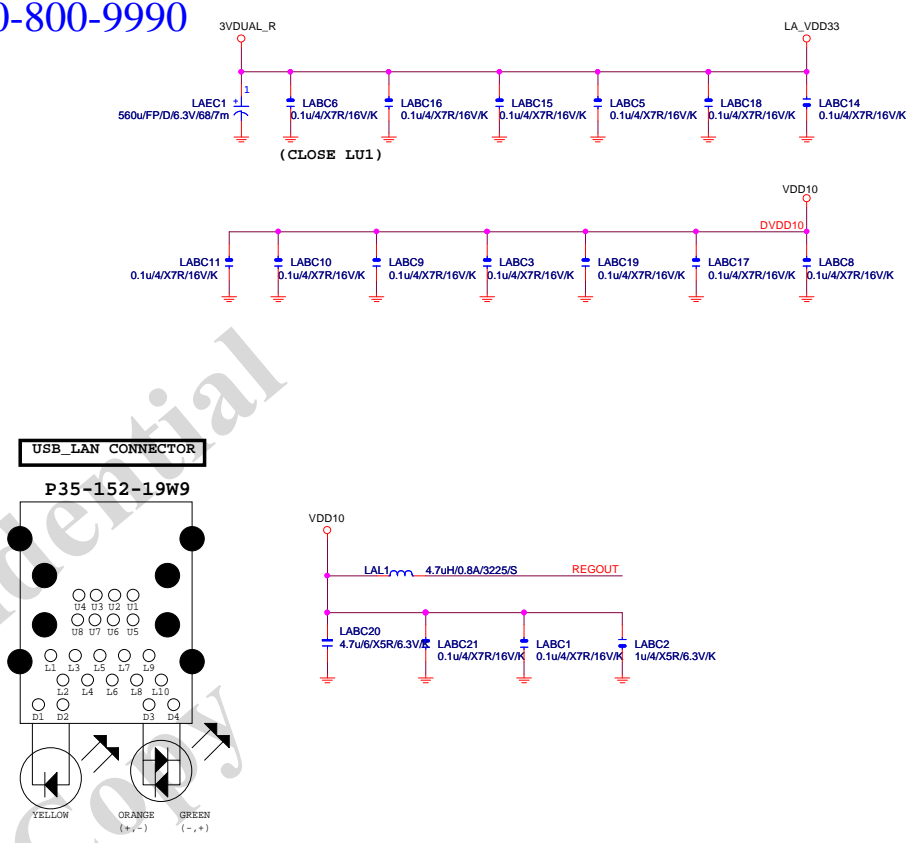 0-800-9990
3VDUAL_R
LA_VDD33
1
LAEC1
560u/FP/D/6.3V/68/7m
+
LABC6
0.1u/4/X7R/16V/K
LABC16
0.1u/4/X7R/16V/K
LABC15
0.1u/4/X7R/16V/K
LABC5
0.1u/4/X7R/16V/K
LABC18
0.1u/4/X7R/16V/K
LABC14
0.1u/4/X7R/16V/K
(CLOSE LU1)
VDD10
DVDD10
LABC11
0.1u/4/X7R/16V/K
LABC10
0.1u/4/X7R/16V/K
LABC9
0.1u/4/X7R/16V/K
LABC3
0.1u/4/X7R/16V/K
LABC19
0.1u/4/X7R/16V/K
LABC17
0.1u/4/X7R/16V/K
LABC8
0.1u/4/X7R/16V/K
USB_LAN CONNECTOR
P35-152-19W9
U4 U3 U2 U1
U8 U7 U6 U5
L1 L3 L5 L7 L9
L2 L4 L6 L8 L10
D1 D2 D3 D4
YELLOW
ORANGE
(+,-)
GREEN
(-,+)
VDD10
LAL1
4.7uH/0.8A/3225/S
REGOUT
LABC20
4.7u/6/X5R/6.3V/K
LABC21
0.1u/4/X7R/16V/K
LABC1
0.1u/4/X7R/16V/K
LABC2
1u/4/X5R/6.3V/K
idential
Copy